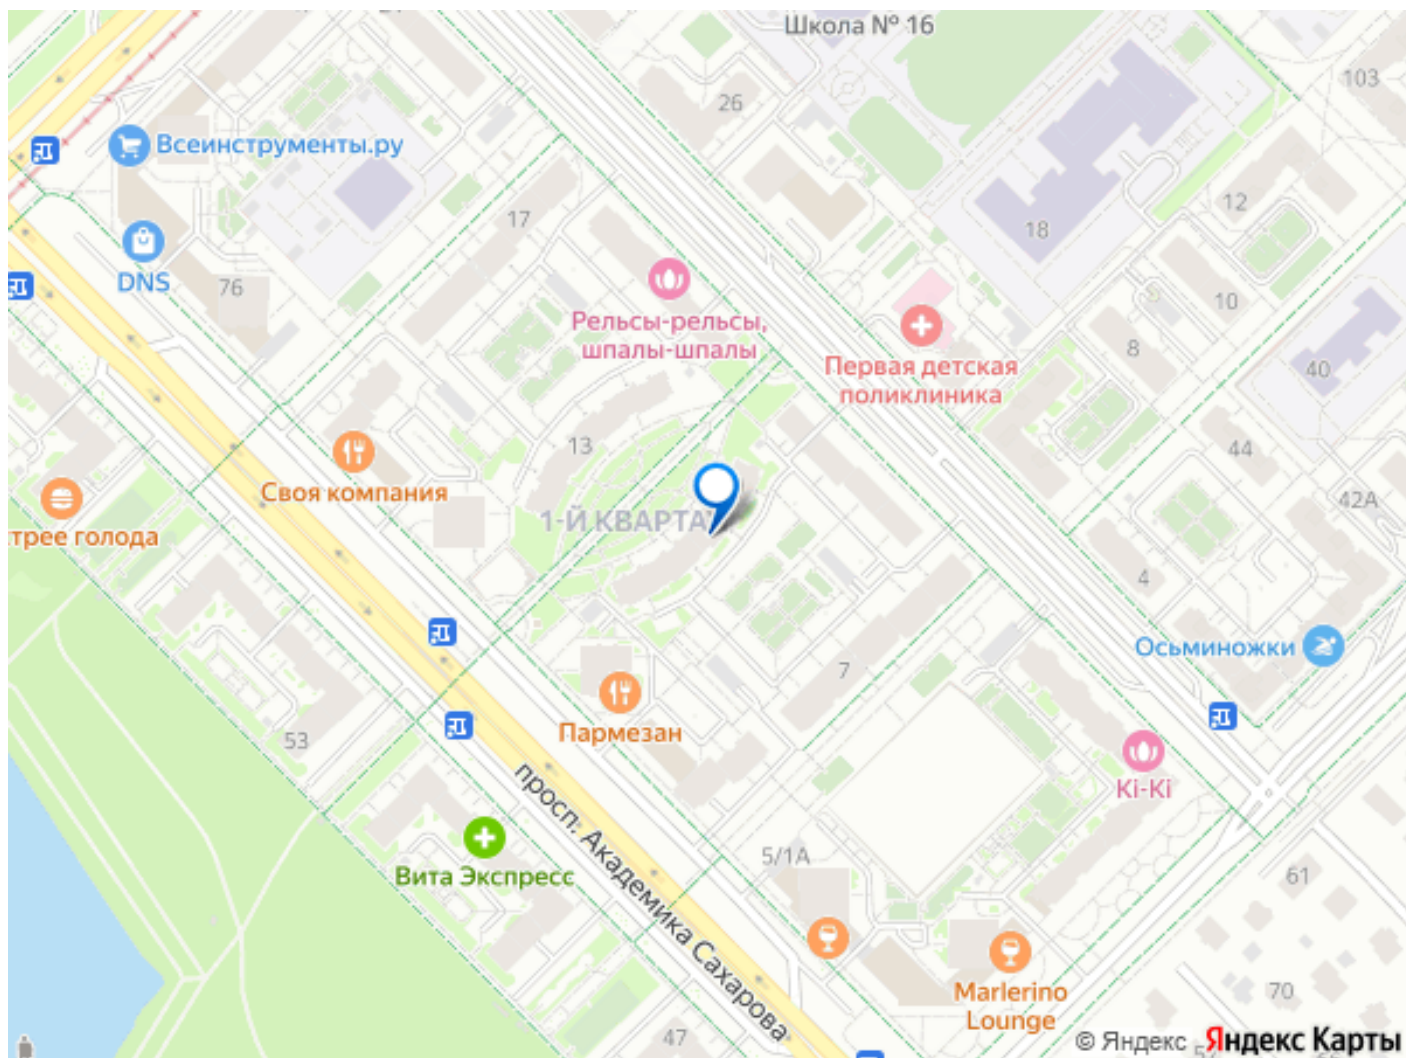 Школа № 16
26
103
Всеинструменты.ру
17
12
18
DNS
76
10
Рельсы-рельсы,
шпалы-шпалы
8
Первая детская
поликлиника
40
13
44
Своя компания
42А
1-Й КВАРТА
трее голода
4
Осьминожки
7
Пармезан
53
Ki-Ki
просп. Академика Сахарова
5/1А
Вита Экспресс
61
Marlerino
Lounge
70
47
© Яндекс Яндекс Карты